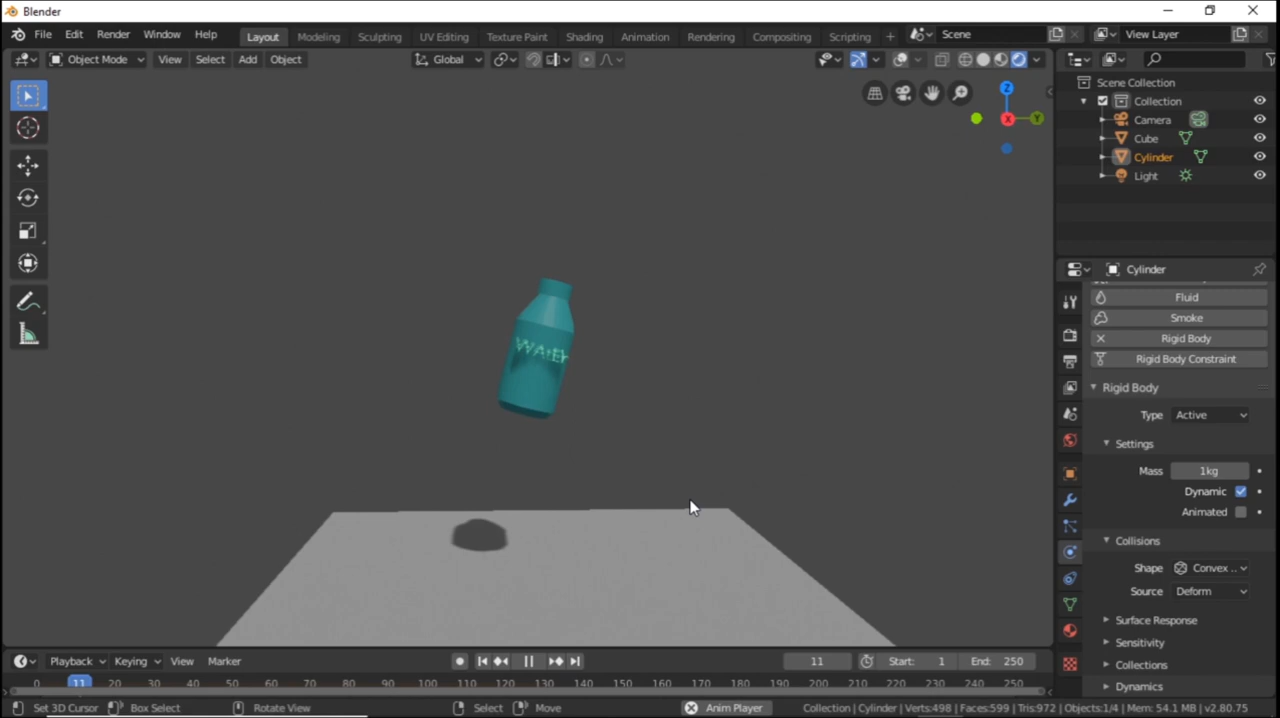 Blender
File Edit Render Window Help Layout Modeling Sculpting UV Editing Texture Paint Shading Animation Rendering Compositing Scripting + Scene View Layer
Object Mode View Select Add Object Global
Z
X
Y
WAtEr
Scene Collection
Collection
Camera
Cube
Cylinder
Light
Cylinder
Fluid
Smoke
Rigid Body
Rigid Body Constraint
Rigid Body
Type Active
Settings
Mass 1kg
Dynamic
Animated
Collisions
Shape Convex ..
Source Deform
Surface Response
Sensitivity
Collections
Dynamics
Playback Keying View Marker 11 Start: 1 End: 250
0 11 20 30 40 50 60 70 80 90 100 110 120 130 140 150 160 170 180 190 200 210 220 230 240 250
Set 3D Cursor Box Select Rotate View Select Move Anim Player Collection | Cylinder | Verts:498 | Faces:599 | Tris:972 | Objects:1/4 | Mem: 54.1 MB | v2.80.75